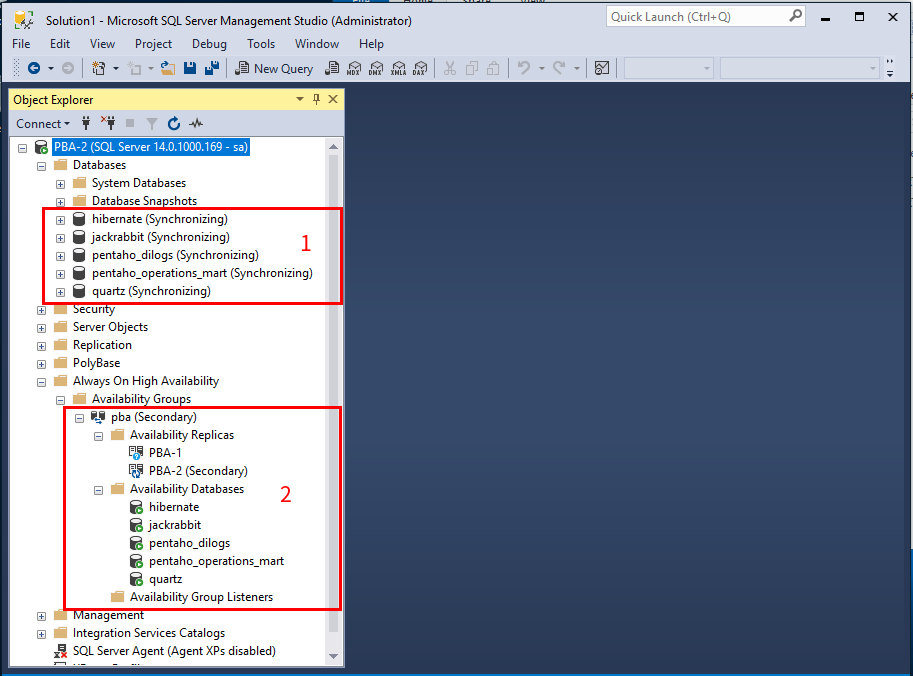 Solution1 - Microsoft SQL Server Management Studio (Administrator)
Quick Launch (Ctrl+Q)
File Edit View Project Debug Tools Window Help
New Query
MDX DMX XMLA DAX
Object Explorer
Connect
PBA-2 (SQL Server 14.0.1000.169 - sa)
Databases
System Databases
Database Snapshots
hibernate (Synchronizing)
jackrabbit (Synchronizing)
1
pentaho_dilogs (Synchronizing)
pentaho_operations_mart (Synchronizing)
quartz (Synchronizing)
Security
Server Objects
Replication
PolyBase
Always On High Availability
Availability Groups
pba (Secondary)
Availability Replicas
PBA-1
PBA-2 (Secondary)
Availability Databases
2
hibernate
jackrabbit
pentaho_dilogs
pentaho_operations_mart
quartz
Availability Group Listeners
Management
Integration Services Catalogs
SQL Server Agent (Agent XPs disabled)